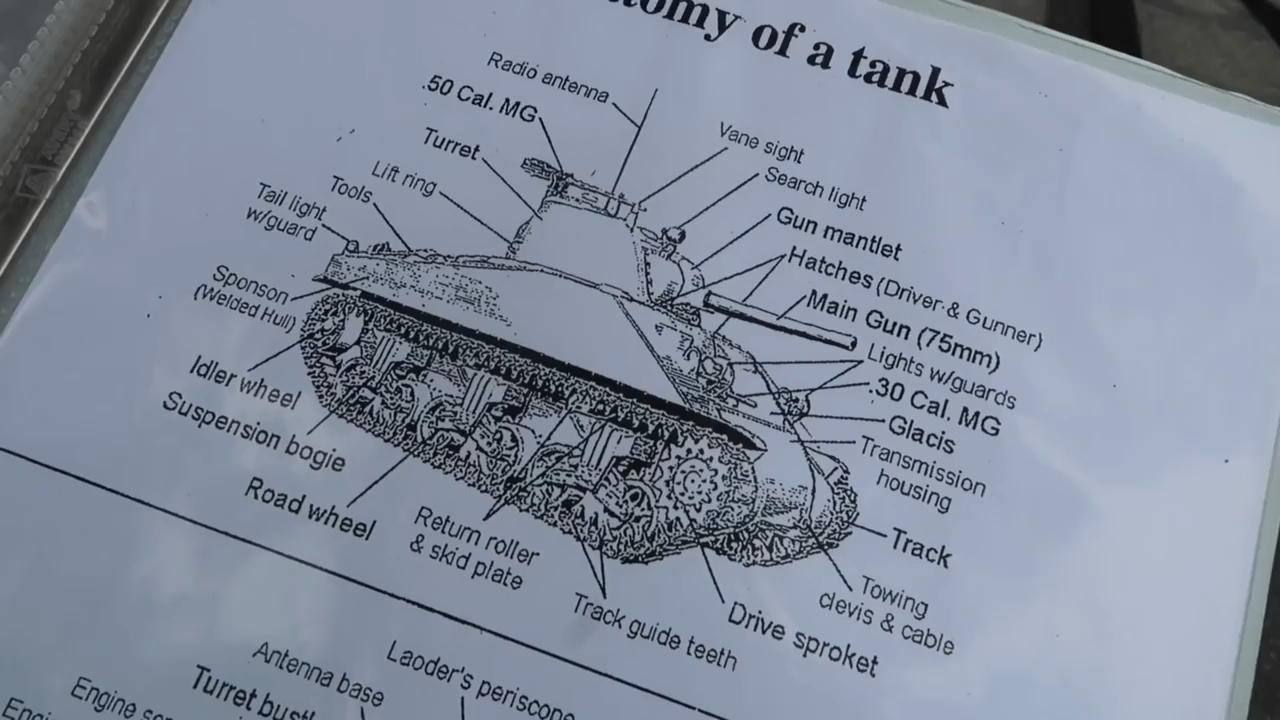 tomy of a tank
Radio antenna
.50 Cal. MG
Vane sight
Turret
Search light
Lift ring
Tools
Gun mantlet
Tail light
w/guard
Hatches (Driver & Gunner)
Sponson
(Welded Hull)
Main Gun (75mm)
Lights w/guards
.30 Cal. MG
Idler wheel
Glacis
Suspension bogie
Transmission
housing
Road wheel
Return roller
& skid plate
Track
Towing
clevis & cable
Track guide teeth
Drive sproket
Antenna base
Laoder's periscope
Turret bustl
Engine